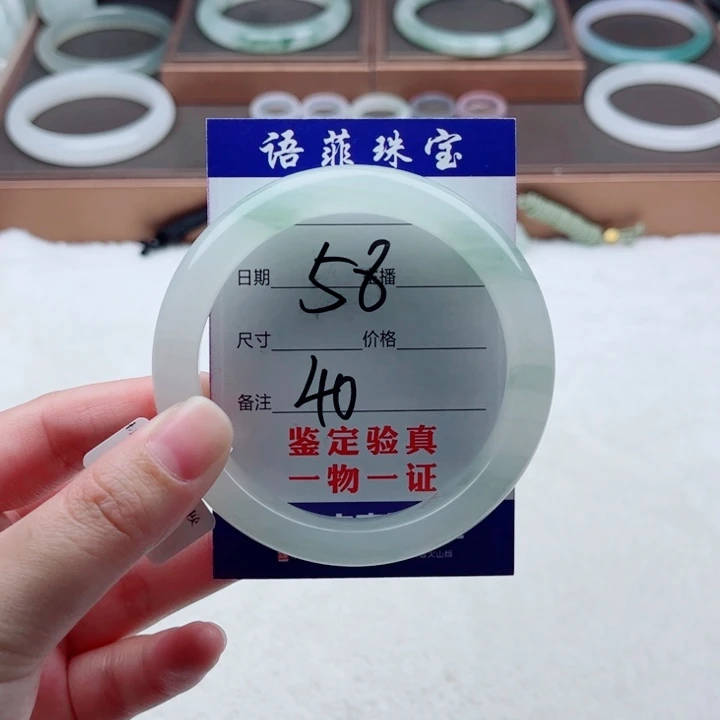 语菲珠宝
日期 58 播
尺寸 价格
备注 40
鉴定验真
一物一证